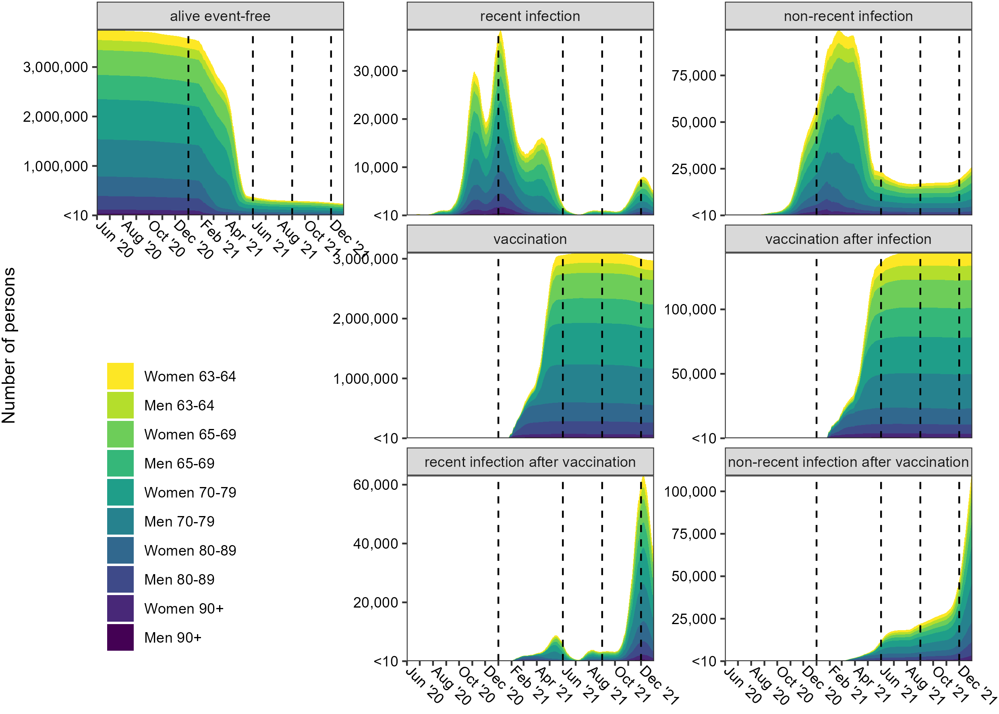 alive event-free
recent infection
non-recent infection
3,000,000
2,000,000
1,000,000
<10
30,000
20,000
10,000
<10
75,000
50,000
25,000
<10
Jun '20
Aug '20
Oct '20
Dec '20
Feb '21
Apr '21
Jun '21
Aug '21
Oct '21
Dec '21
vaccination
vaccination after infection
3,000,000
2,000,000
1,000,000
<10
100,000
50,000
<10
Number of persons
Women 63-64
Men 63-64
Women 65-69
Men 65-69
Women 70-79
Men 70-79
Women 80-89
Men 80-89
Women 90+
Men 90+
recent infection after vaccination
non-recent infection after vaccination
60,000
40,000
20,000
<10
100,000
75,000
50,000
25,000
<10
Jun '20
Aug '20
Oct '20
Dec '20
Feb '21
Apr '21
Jun '21
Aug '21
Oct '21
Dec '21
Jun '20
Aug '20
Oct '20
Dec '20
Feb '21
Apr '21
Jun '21
Aug '21
Oct '21
Dec '21